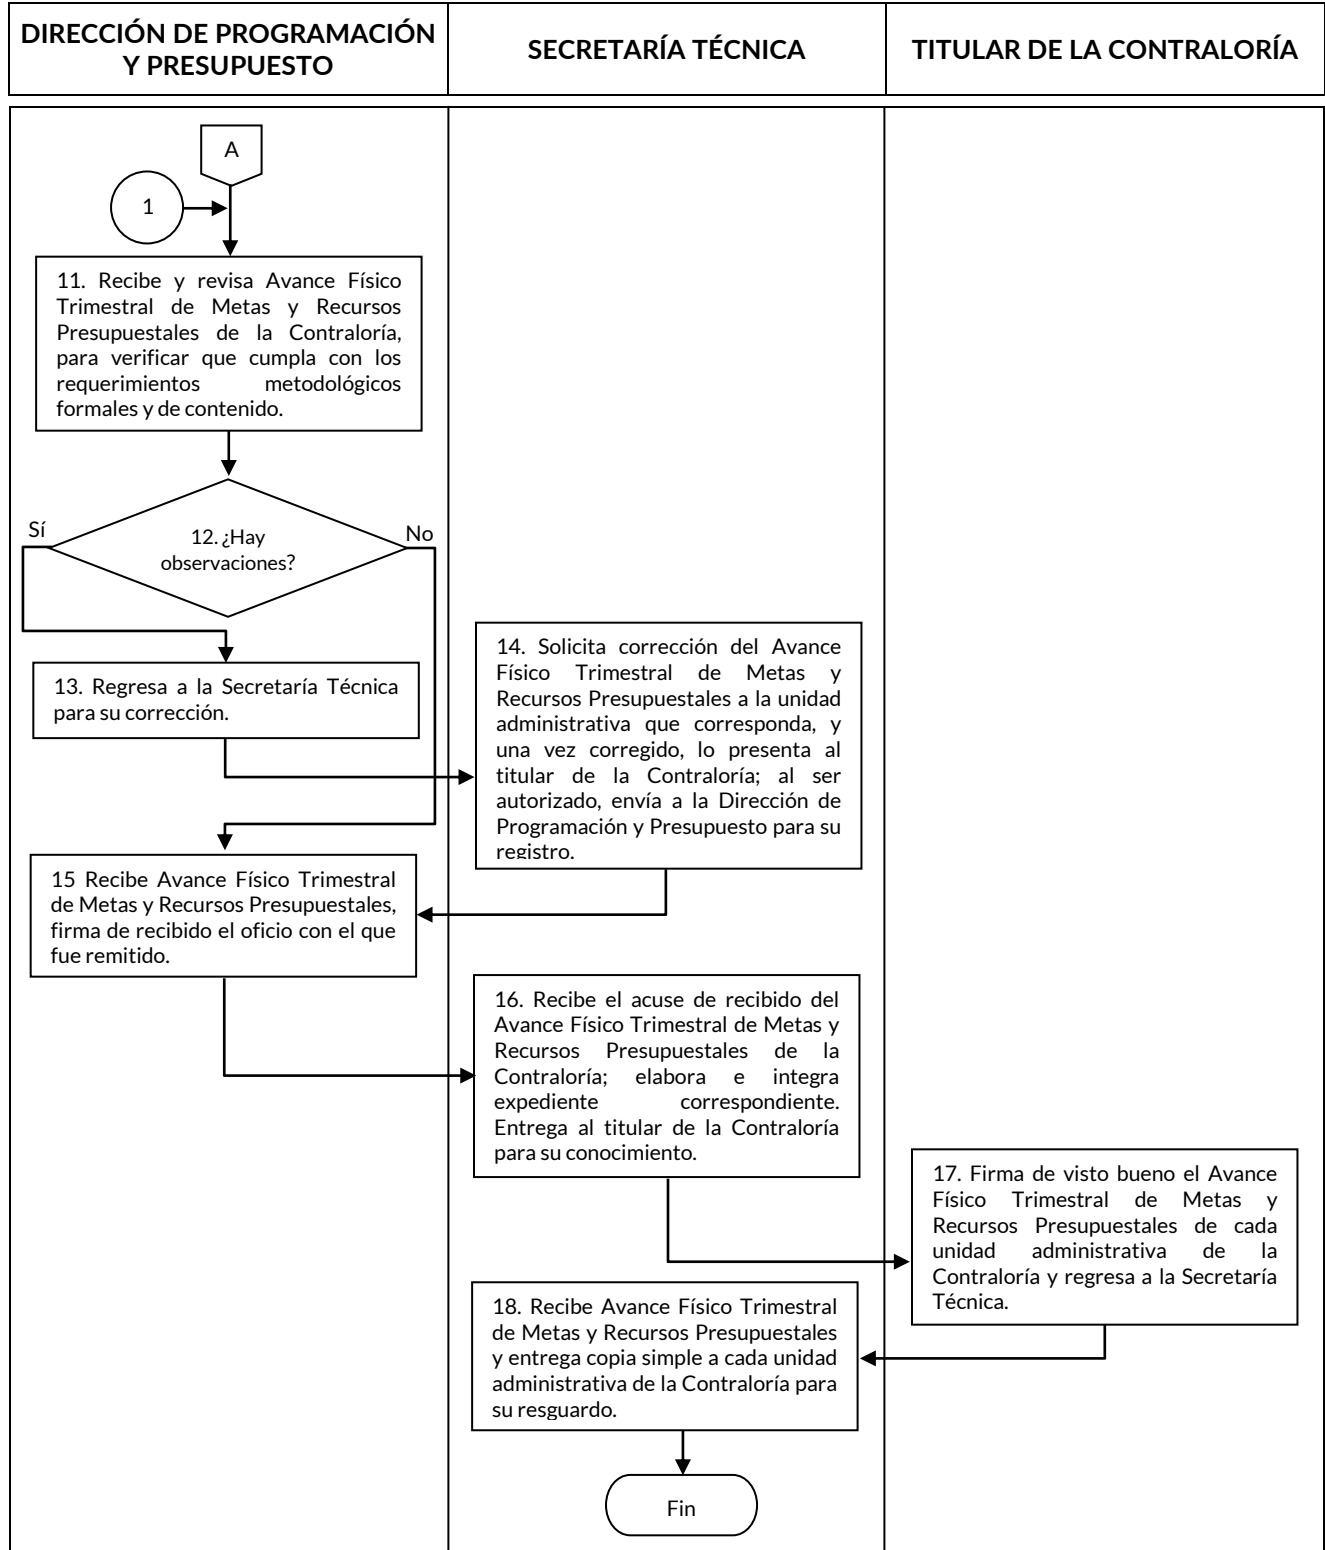 DIRECCIÓN DE PROGRAMACIÓN
Y PRESUPUESTO
SECRETARÍA TÉCNICA
TITULAR DE LA CONTRALORÍA
A
1
11. Recibe y revisa Avance Físico
Trimestral de Metas y Recursos
Presupuestales de la Contraloría,
para verificar que cumpla con los
requerimientos metodológicos
formales y de contenido.
Sí
12. ¿Hay
observaciones?
No
13. Regresa a la Secretaría Técnica
para su corrección.
14. Solicita corrección del Avance
Físico Trimestral de Metas y
Recursos Presupuestales a la unidad
administrativa que corresponda, y
una vez corregido, lo presenta al
titular de la Contraloría; al ser
autorizado, envía a la Dirección de
Programación y Presupuesto para su
registro.
15 Recibe Avance Físico Trimestral
de Metas y Recursos Presupuestales,
firma de recibido el oficio con el que
fue remitido.
16. Recibe el acuse de recibido del
Avance Físico Trimestral de Metas y
Recursos Presupuestales de la
Contraloría; elabora e integra
expediente correspondiente.
Entrega al titular de la Contraloría
para su conocimiento.
17. Firma de visto bueno el Avance
Físico Trimestral de Metas y
Recursos Presupuestales de cada
unidad administrativa de la
Contraloría y regresa a la Secretaría
Técnica.
18. Recibe Avance Físico Trimestral
de Metas y Recursos Presupuestales
y entrega copia simple a cada unidad
administrativa de la Contraloría para
su resguardo.
Fin